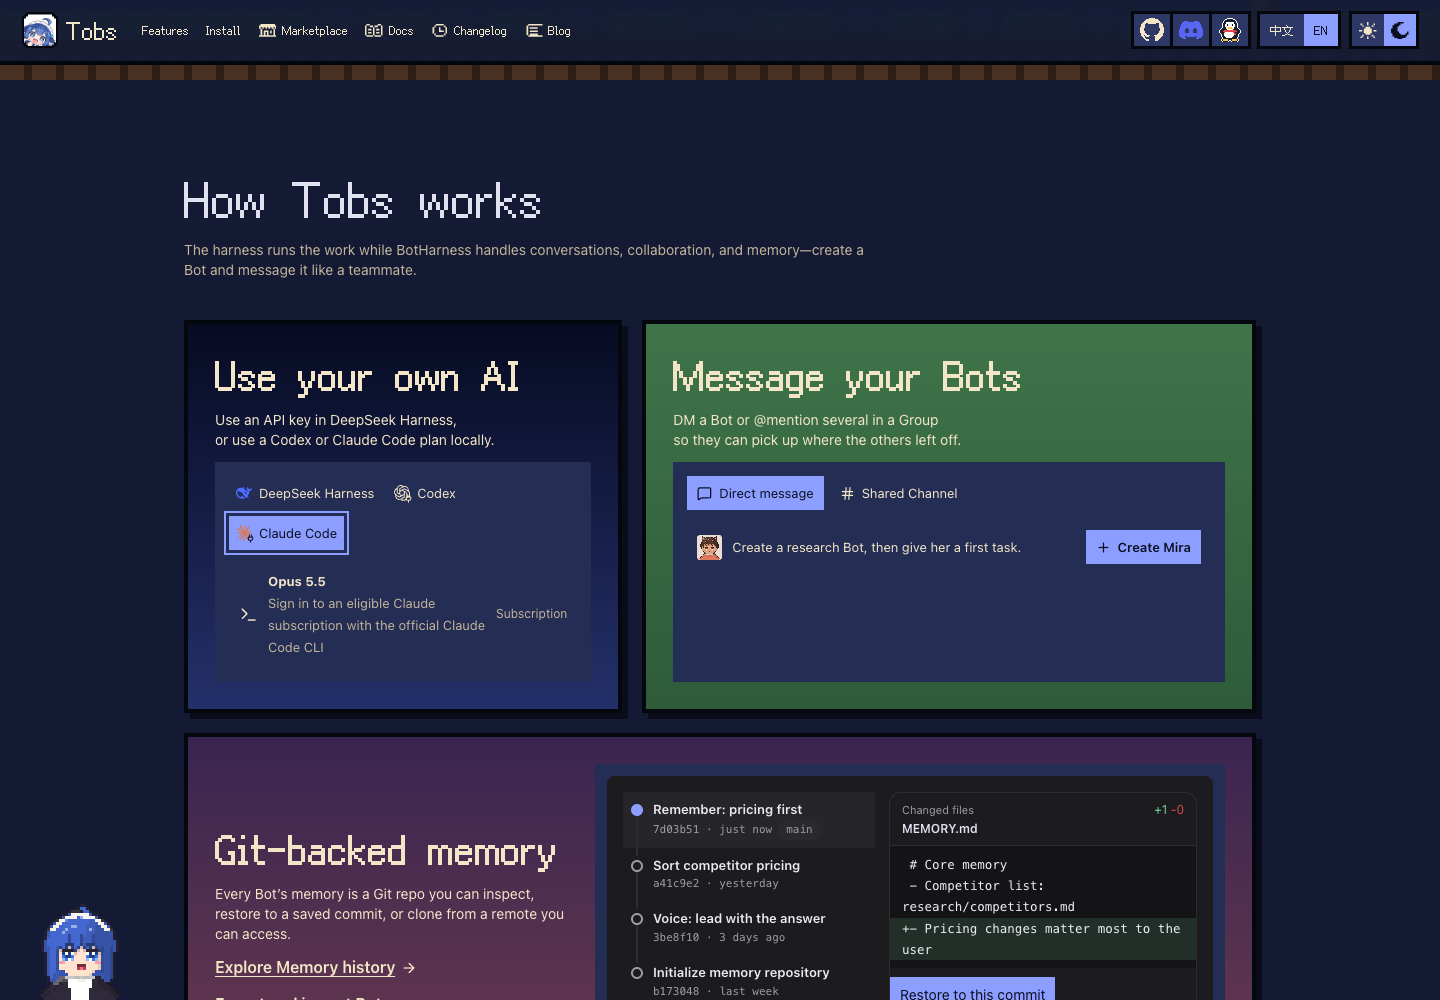 Tobs
Features
Install
Marketplace
Docs
Changelog
Blog
中文
EN
How Tobs works
The harness runs the work while BotHarness handles conversations, collaboration, and memory—create a
Bot and message it like a teammate.
Use your own AI
Use an API key in DeepSeek Harness,
or use a Codex or Claude Code plan locally.
DeepSeek Harness
Codex
Claude Code
Opus 5.5
Sign in to an eligible Claude
subscription with the official Claude
Code CLI
Subscription
Message your Bots
DM a Bot or @mention several in a Group
so they can pick up where the others left off.
Direct message
Shared Channel
Create a research Bot, then give her a first task.
Create Mira
Git-backed memory
Every Bot's memory is a Git repo you can inspect,
restore to a saved commit, or clone from a remote you
can access.
Explore Memory history →
Remember: pricing first
7d03b51 · just now main
Sort competitor pricing
a41c9e2 · yesterday
Voice: lead with the answer
3be8f10 · 3 days ago
Initialize memory repository
b173048 · last week
Changed files
+1 -0
MEMORY.md
# Core memory
- Competitor list:
research/competitors.md
+- Pricing changes matter most to the
user
Restore to this commit